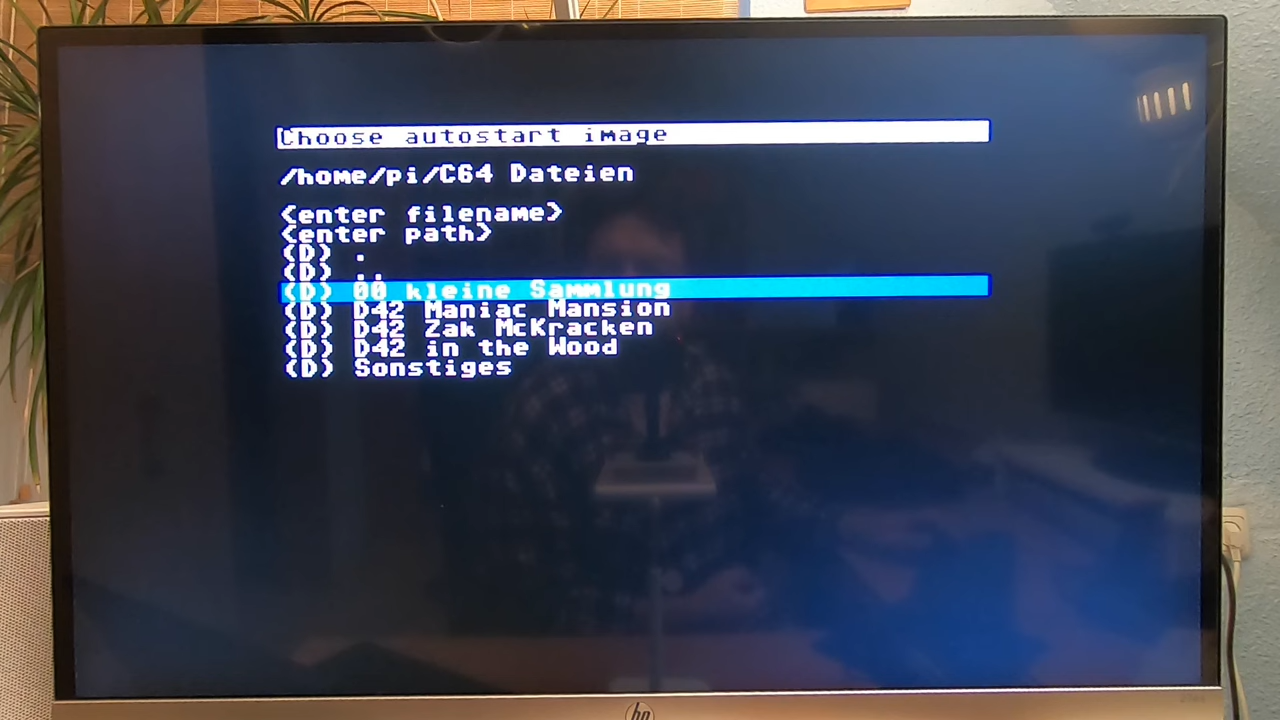 Choose autostart image
/home/pi/C64 Dateien
<enter filename>
<enter path>
(D) .
(D) ..
(D) 00 kleine Sammlung
(D) D42 Maniac Mansion
(D) D42 Zak McKracken
(D) D42 in the Wood
(D) Sonstiges
hp